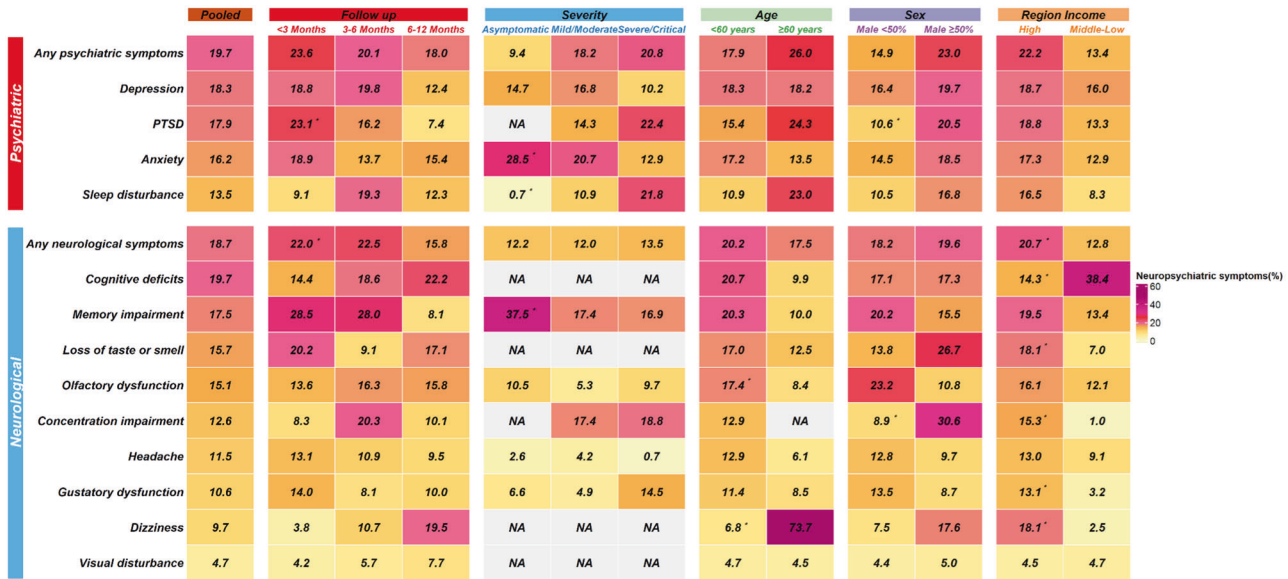 Pooled Follow up Severity Age Sex Region Income
<3 Months 3-6 Months 6-12 Months Asymptomatic Mild/Moderate Severe/Critical <60 years ≥60 years Male <50% Male ≥50% High Middle-Low
Psychiatric
Any psychiatric symptoms 19.7 23.6 20.1 18.0 9.4 18.2 20.8 17.9 26.0 14.9 23.0 22.2 13.4
Depression 18.3 18.8 19.8 12.4 14.7 16.8 10.2 18.3 18.2 16.4 19.7 18.7 16.0
PTSD 17.9 23.1 * 16.2 7.4 NA 14.3 22.4 15.4 24.3 10.6 * 20.5 18.8 13.3
Anxiety 16.2 18.9 13.7 15.4 28.5 * 20.7 12.9 17.2 13.5 14.5 18.5 17.3 12.9
Sleep disturbance 13.5 9.1 19.3 12.3 0.7 * 10.9 21.8 10.9 23.0 10.5 16.8 16.5 8.3
Neurological
Any neurological symptoms 18.7 22.0 * 22.5 15.8 12.2 12.0 13.5 20.2 17.5 18.2 19.6 20.7 * 12.8
Cognitive deficits 19.7 14.4 18.6 22.2 NA NA NA 20.7 9.9 17.1 17.3 14.3 * 38.4
Memory impairment 17.5 28.5 28.0 8.1 37.5 * 17.4 16.9 20.3 10.0 20.2 15.5 19.5 13.4
Loss of taste or smell 15.7 20.2 9.1 17.1 NA NA NA 17.0 12.5 13.8 26.7 18.1 * 7.0
Olfactory dysfunction 15.1 13.6 16.3 15.8 10.5 5.3 9.7 17.4 * 8.4 23.2 10.8 16.1 12.1
Concentration impairment 12.6 8.3 20.3 10.1 NA 17.4 18.8 12.9 NA 8.9 * 30.6 15.3 * 1.0
Headache 11.5 13.1 10.9 9.5 2.6 4.2 0.7 12.9 6.1 12.8 9.7 13.0 9.1
Gustatory dysfunction 10.6 14.0 8.1 10.0 6.6 4.9 14.5 11.4 8.5 13.5 8.7 13.1 * 3.2
Dizziness 9.7 3.8 10.7 19.5 NA NA NA 6.8 * 73.7 7.5 17.6 18.1 * 2.5
Visual disturbance 4.7 4.2 5.7 7.7 NA NA NA 4.7 4.5 4.4 5.0 4.5 4.7
Neuropsychiatric symptoms(%)
60
40
20
0